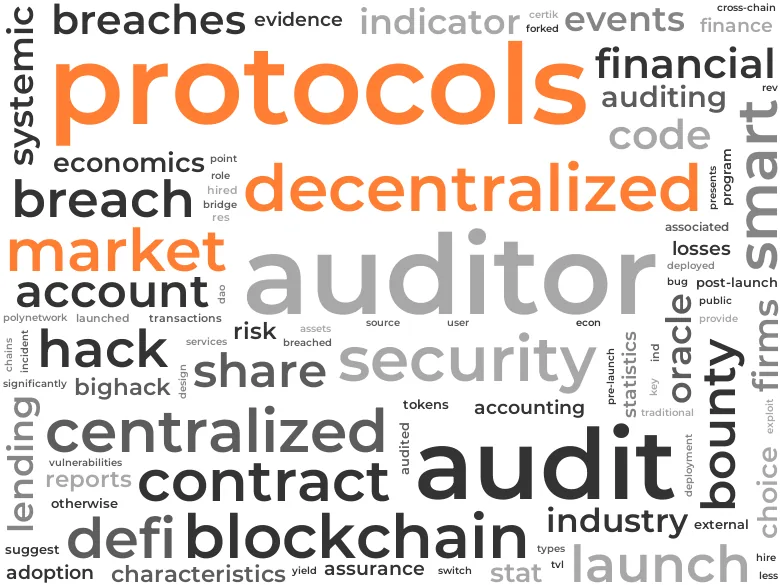 systemic
breaches
evidence
indicator
certik
forked
events
cross-chain
finance
protocols
financial
rev
auditing
code
smart
economics
point
role
hired
bridge
res
breach
decentralized
presents
program
market
auditor
associated
losses
deployed
account
dao
bug
post-launch
public
provide
polynetwork
launched
transactions
source
user
econ
chains
incident
hack
risk
assets
services
breached
share
security
pre-launch
statistics
ind
key
oracle
bounty
firms
exploit
significantly
bighack
design
traditional
tokens
accounting
lending
centralized
audited
audit
deployment
choice
vulnerabilities
reports
contract
otherwise
defi
blockchain
industry
external
suggest
types
tvl
launch
hire
less
adoption
characteristics
yield
assurance
switch
stat